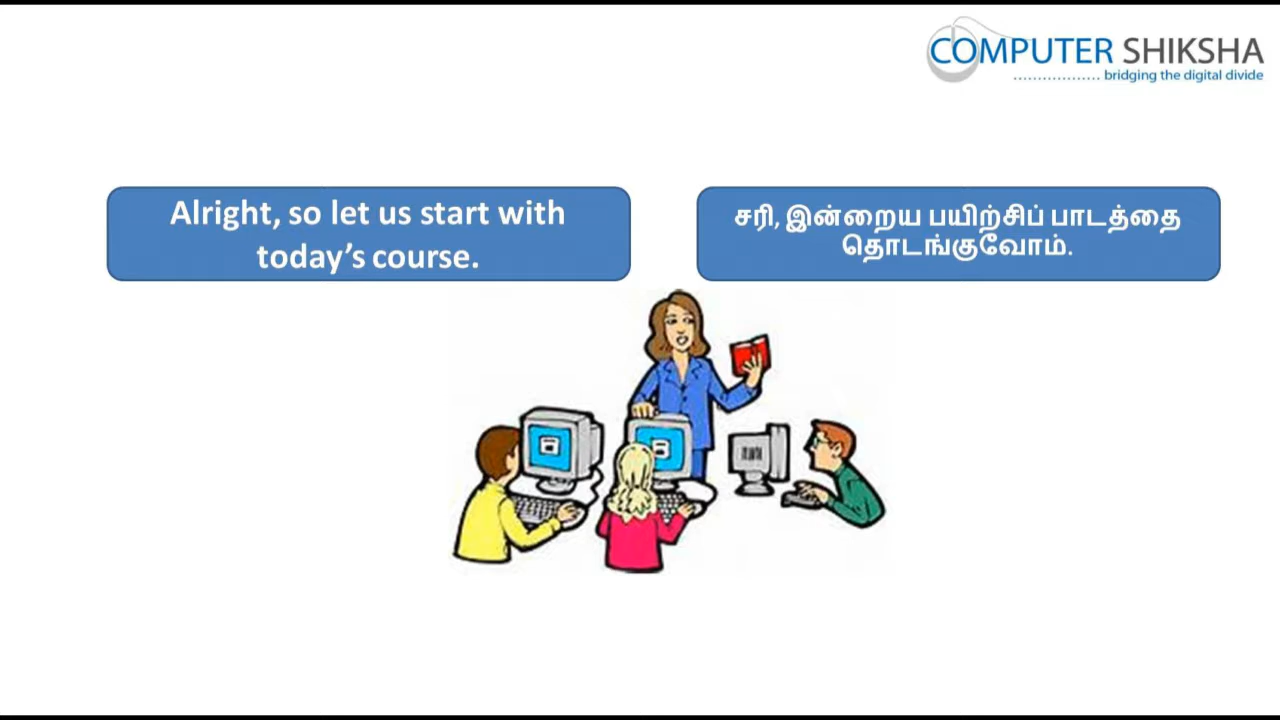 COMPUTER SHIKSHA
.................. bridging the digital divide
Alright, so let us start with
today's course.
சரி, இன்றைய பயிற்சிப் பாடத்தை
தொடங்குவோம்.